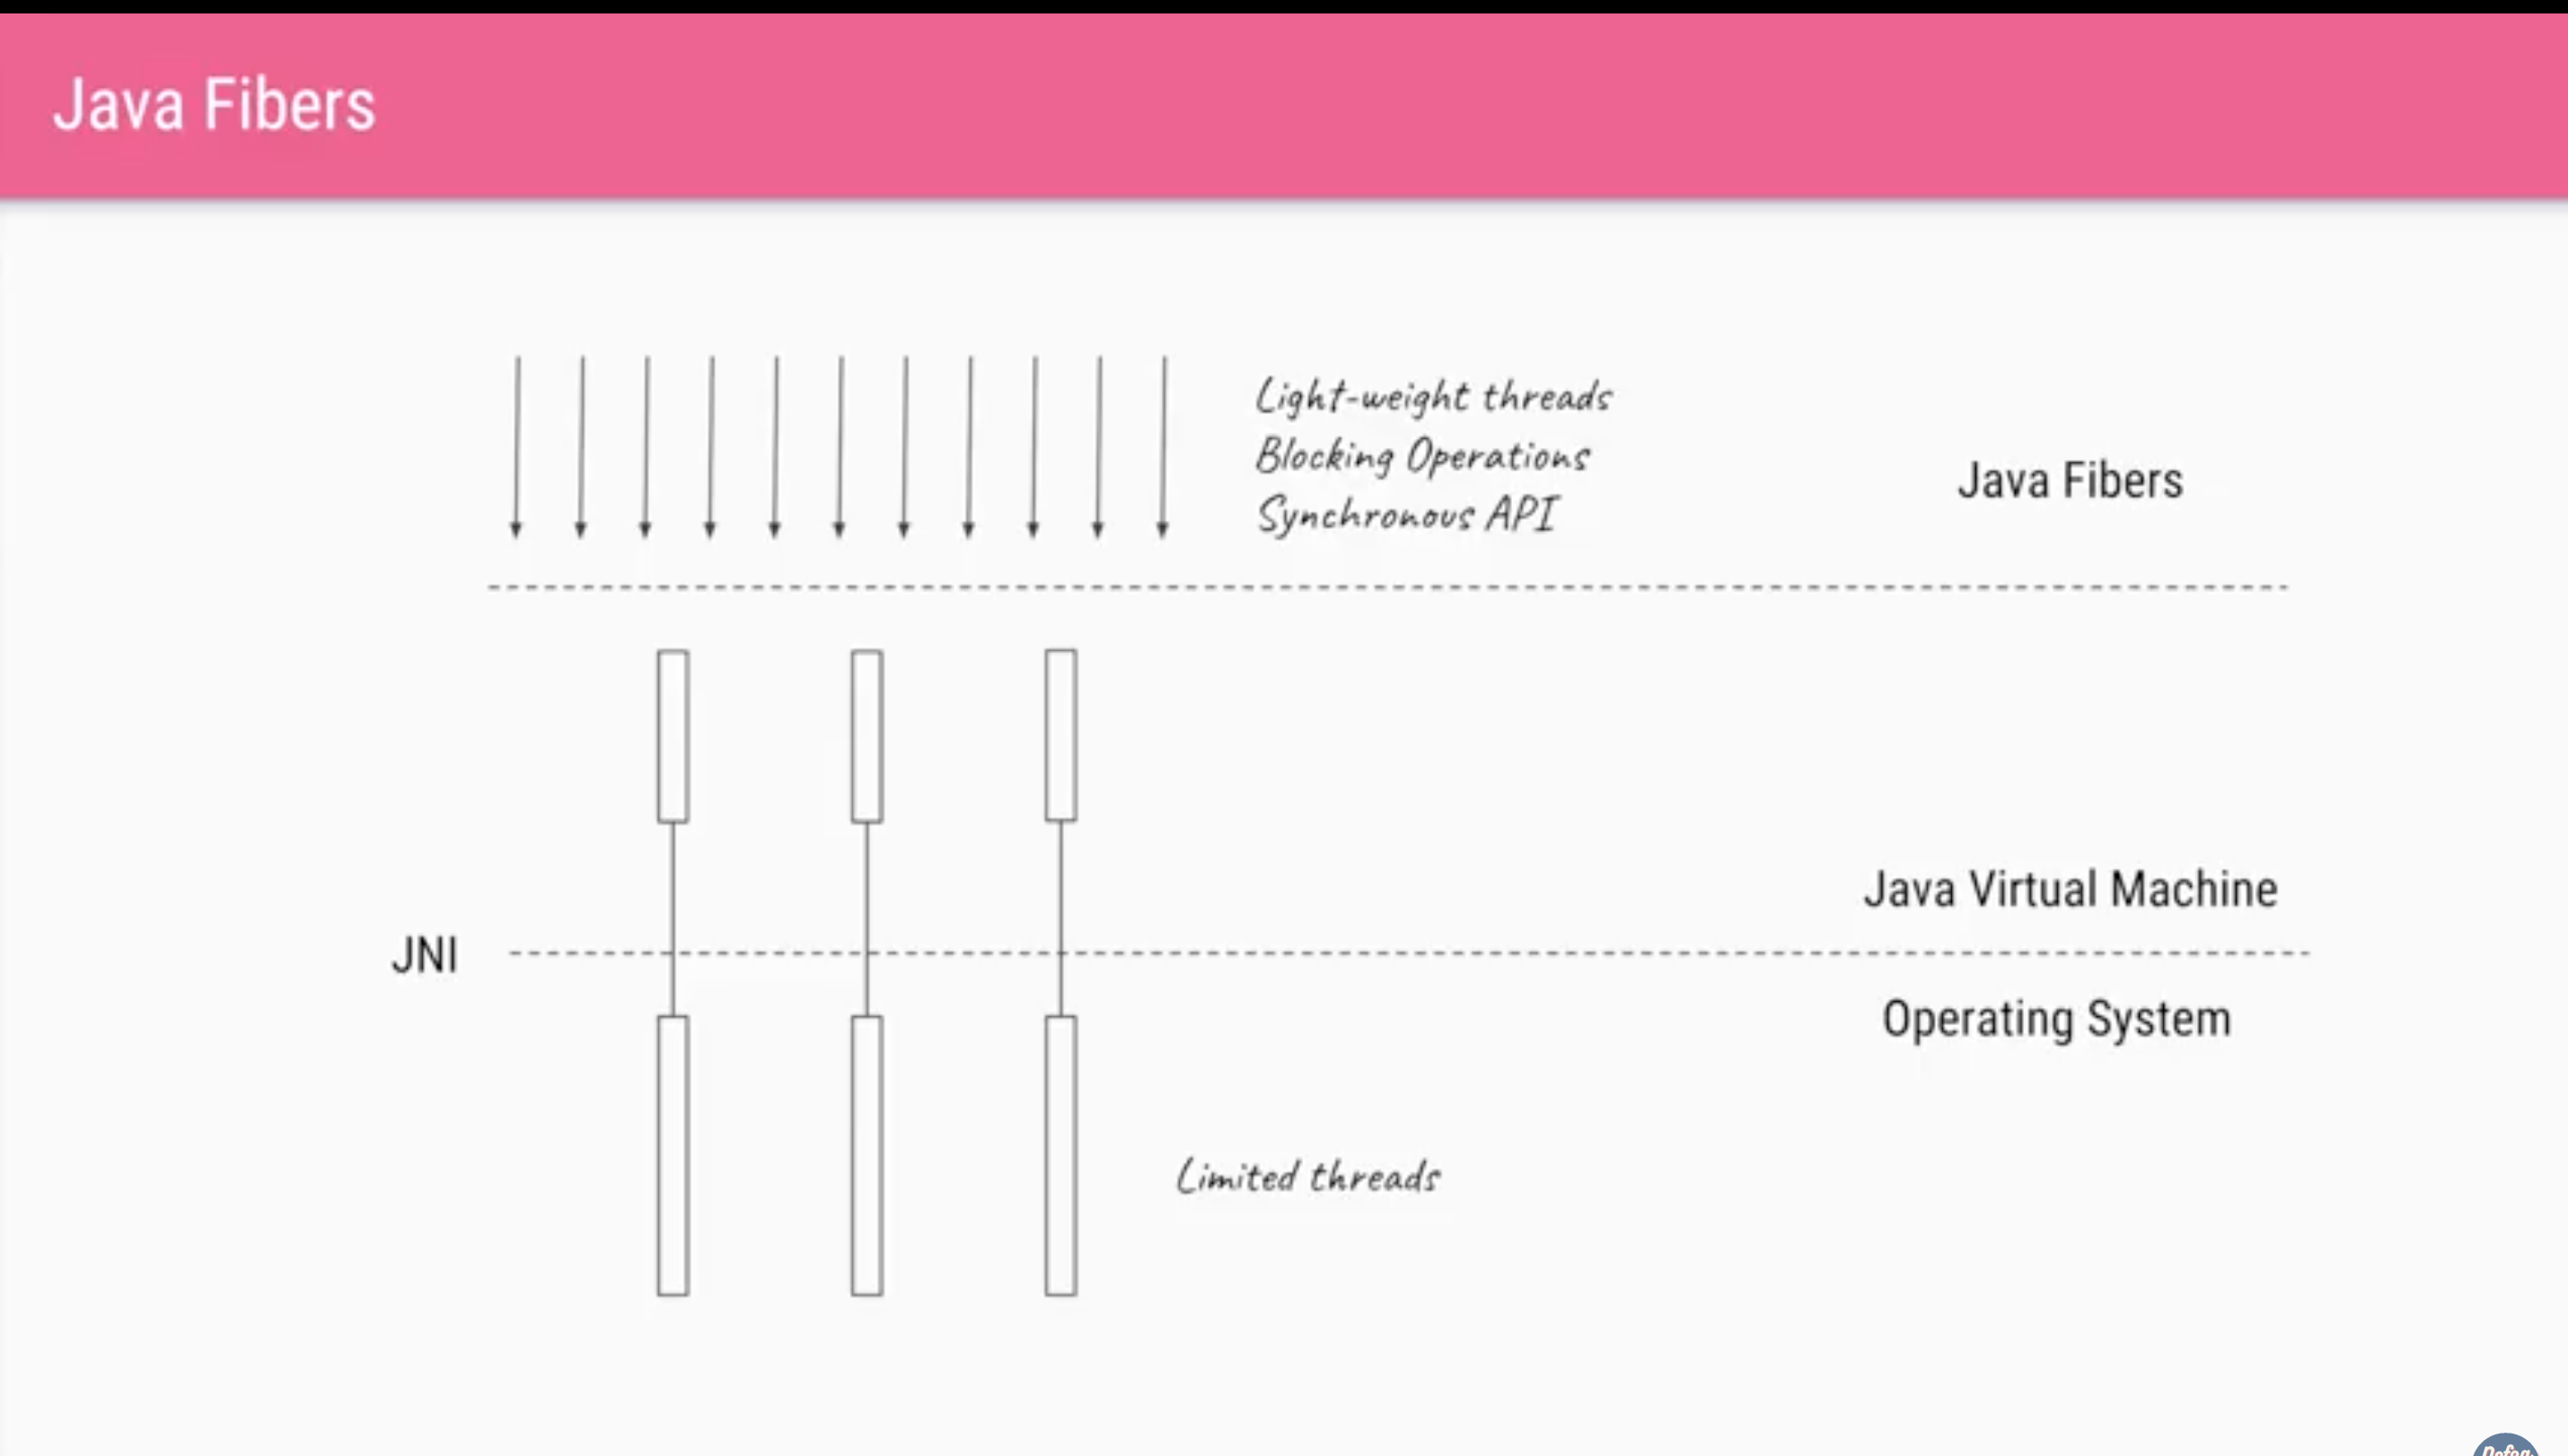 Java Fibers
Light-weight threads
Blocking Operations
Synchronous API
Java Fibers
Java Virtual Machine
JNI
Operating System
Limited threads